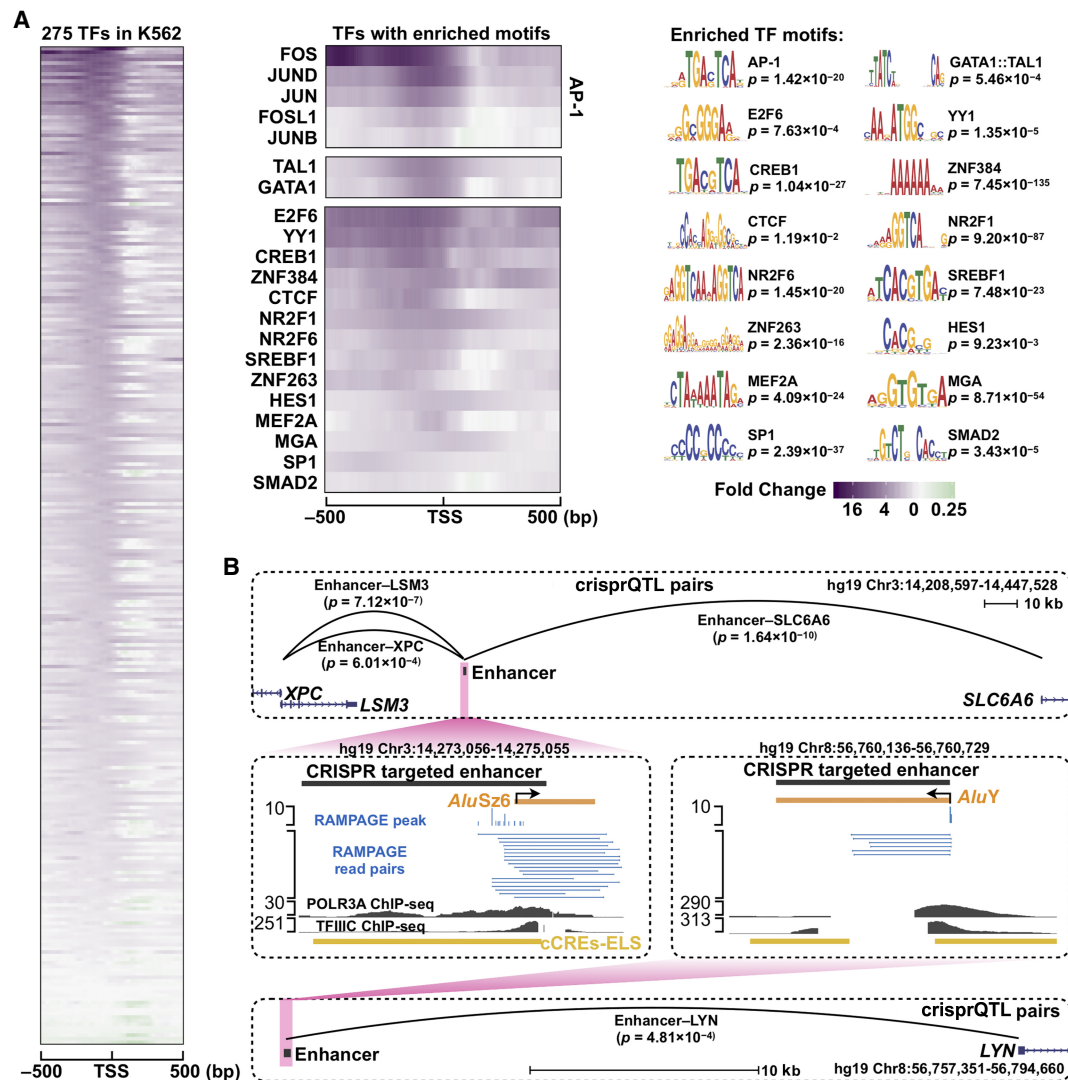 A
275 TFs in K562
−500 TSS 500 (bp)
TFs with enriched motifs
FOS
JUND
JUN
FOSL1
JUNB
AP-1
TAL1
GATA1
E2F6
YY1
CREB1
ZNF384
CTCF
NR2F1
NR2F6
SREBF1
ZNF263
HES1
MEF2A
MGA
SP1
SMAD2
−500 TSS 500 (bp)
Enriched TF motifs:
AP-1
p = 1.42×10−20
GATA1::TAL1
p = 5.46×10−4
E2F6
p = 7.63×10−4
YY1
p = 1.35×10−5
CREB1
p = 1.04×10−27
ZNF384
p = 7.45×10−135
CTCF
p = 1.19×10−2
NR2F1
p = 9.20×10−87
NR2F6
p = 1.45×10−20
SREBF1
p = 7.48×10−23
ZNF263
p = 2.36×10−16
HES1
p = 9.23×10−3
MEF2A
p = 4.09×10−24
MGA
p = 8.71×10−54
SP1
p = 2.39×10−37
SMAD2
p = 3.43×10−5
Fold Change
16 4 0 0.25
B
crisprQTL pairs
hg19 Chr3:14,208,597-14,447,528
10 kb
Enhancer–LSM3
(p = 7.12×10−7)
Enhancer–XPC
(p = 6.01×10−4)
Enhancer–SLC6A6
(p = 1.64×10−10)
Enhancer
XPC
LSM3
SLC6A6
hg19 Chr3:14,273,056-14,275,055
CRISPR targeted enhancer
AluSz6
10
RAMPAGE peak
RAMPAGE
read pairs
30
POLR3A ChIP-seq
251
TFIIIC ChIP-seq
cCREs-ELS
hg19 Chr8:56,760,136-56,760,729
CRISPR targeted enhancer
AluY
10
290
313
crisprQTL pairs
Enhancer–LYN
(p = 4.81×10−4)
Enhancer
LYN
10 kb
hg19 Chr8:56,757,351-56,794,660